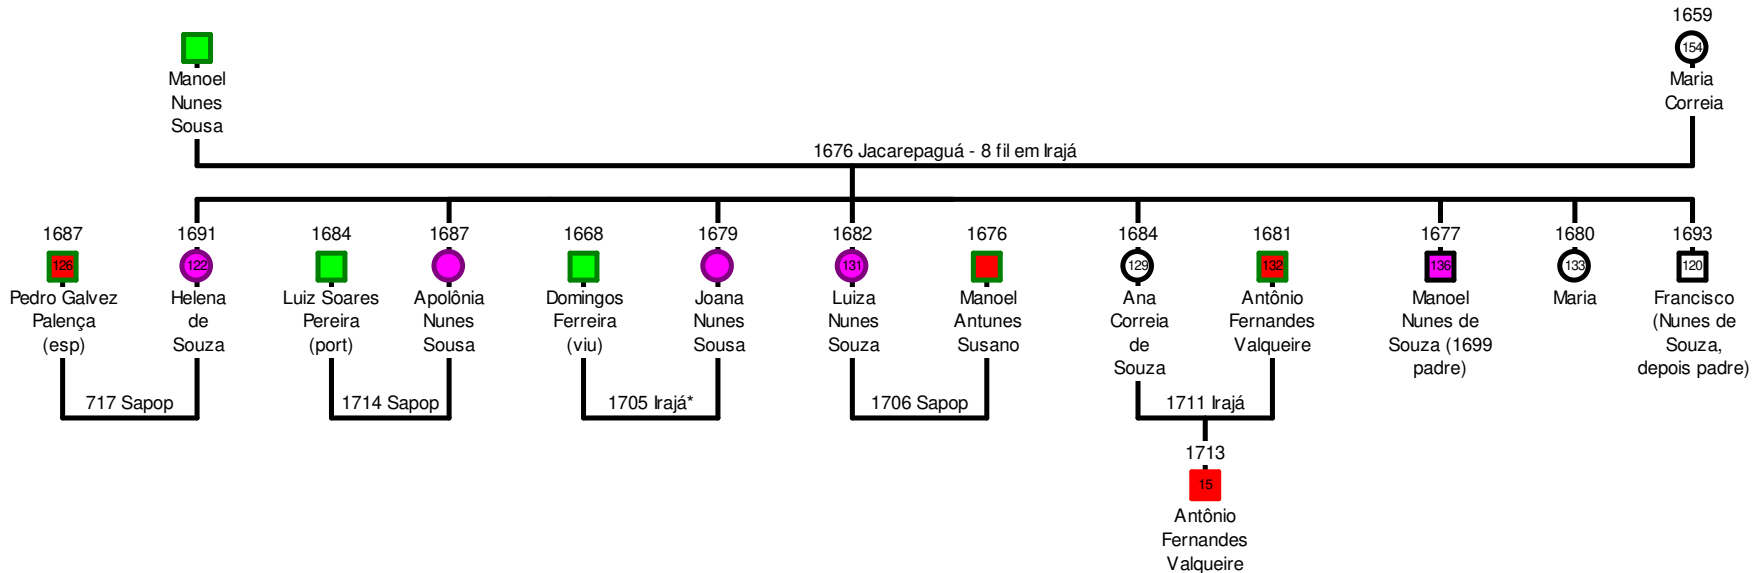 1659
154
Manoel
Nunes
Sousa
Maria
Correia
1676 Jacarepaguá - 8 fil em Irajá
1687
1691
1684
1687
1668
1679
1682
1676
1684
1681
1677
1680
1693
126
122
131
129
132
136
133
120
Pedro Galvez
Palença
(esp)
Helena
de
Souza
Luiz Soares
Pereira
(port)
Apolônia
Nunes
Sousa
Domingos
Ferreira
(viu)
Joana
Nunes
Sousa
Luiza
Nunes
Souza
Manoel
Antunes
Susano
Ana
Correia
de
Souza
Antônio
Fernandes
Valqueire
Manoel
Nunes de
Souza (1699
padre)
Maria
Francisco
(Nunes de
Souza,
depois padre)
717 Sapop
1714 Sapop
1705 Irajá*
1706 Sapop
1711 Irajá
1713
15
Antônio
Fernandes
Valqueire